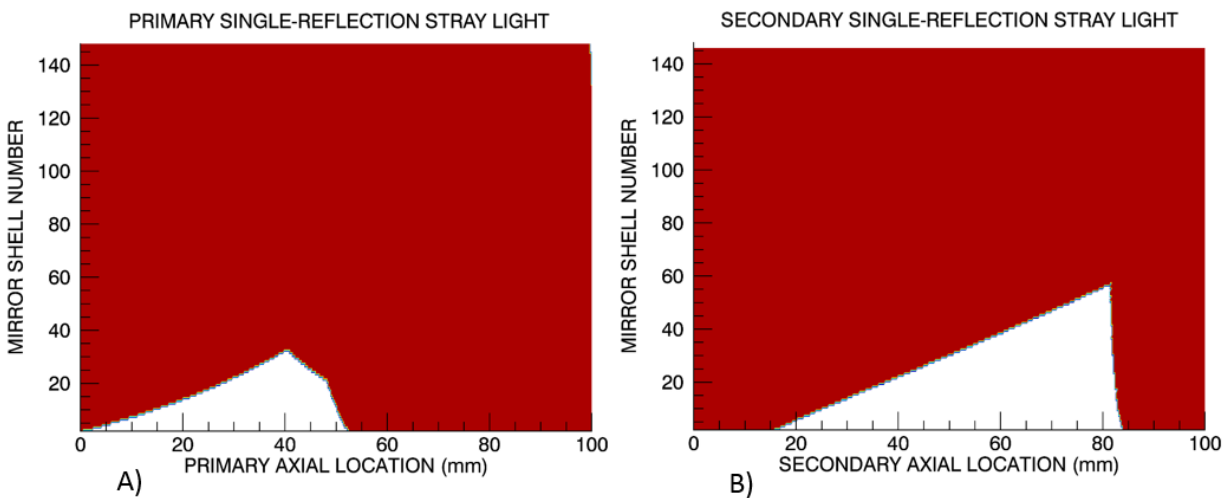 PRIMARY SINGLE-REFLECTION STRAY LIGHT
140
120
100
80
60
40
20
MIRROR SHELL NUMBER
0 20 40 60 80 100
PRIMARY AXIAL LOCATION (mm)
A)
SECONDARY SINGLE-REFLECTION STRAY LIGHT
140
120
100
80
60
40
20
MIRROR SHELL NUMBER
0 20 40 60 80 100
SECONDARY AXIAL LOCATION (mm)
B)